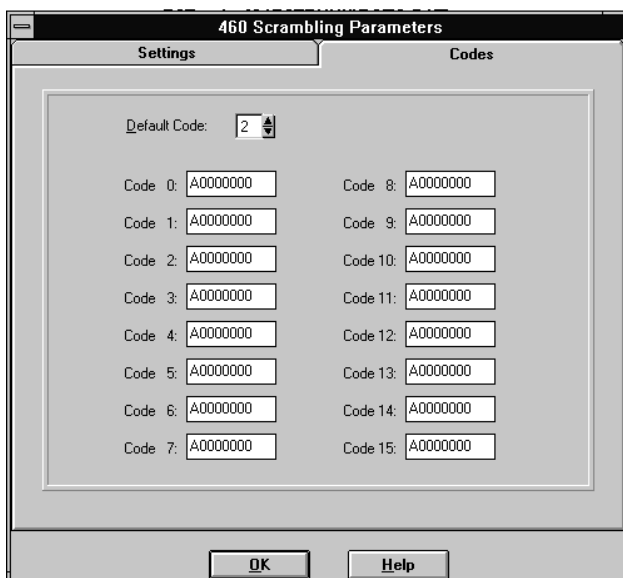 460 Scrambling Parameters
Settings
Codes
Default Code: 2
Code 0: A0000000
Code 1: A0000000
Code 2: A0000000
Code 3: A0000000
Code 4: A0000000
Code 5: A0000000
Code 6: A0000000
Code 7: A0000000
Code 8: A0000000
Code 9: A0000000
Code 10: A0000000
Code 11: A0000000
Code 12: A0000000
Code 13: A0000000
Code 14: A0000000
Code 15: A0000000
OK
Help